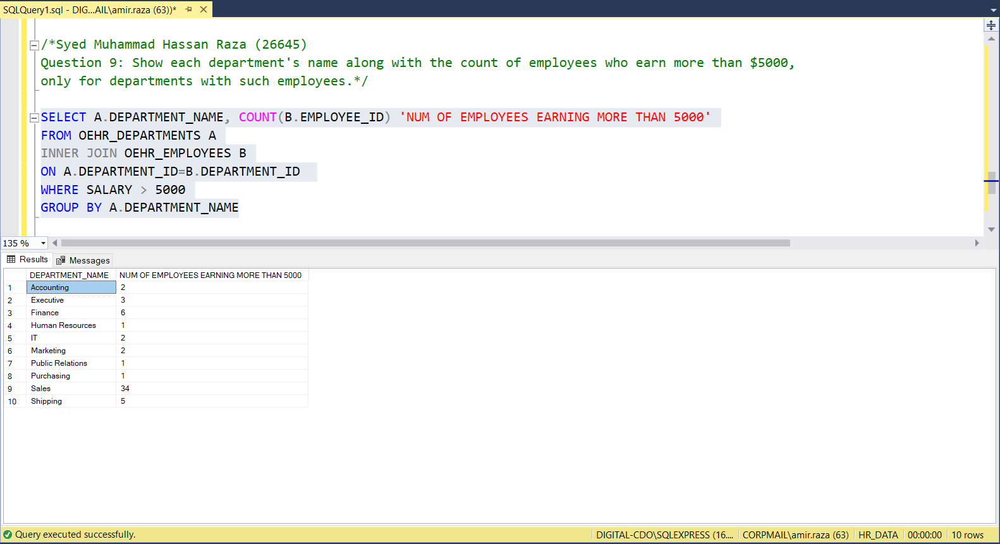 SQLQuery1.sql - DIG...AIL\amir.raza (63))*
/*Syed Muhammad Hassan Raza (26645)
Question 9: Show each department's name along with the count of employees who earn more than $5000,
only for departments with such employees.*/
SELECT A.DEPARTMENT_NAME, COUNT(B.EMPLOYEE_ID) 'NUM OF EMPLOYEES EARNING MORE THAN 5000'
FROM OEHR_DEPARTMENTS A
INNER JOIN OEHR_EMPLOYEES B
ON A.DEPARTMENT_ID=B.DEPARTMENT_ID
WHERE SALARY > 5000
GROUP BY A.DEPARTMENT_NAME
135 %
Results Messages
DEPARTMENT_NAME NUM OF EMPLOYEES EARNING MORE THAN 5000
1 Accounting 2
2 Executive 3
3 Finance 6
4 Human Resources 1
5 IT 2
6 Marketing 2
7 Public Relations 1
8 Purchasing 1
9 Sales 34
10 Shipping 5
Query executed successfully. DIGITAL-CDO\SQLEXPRESS (16.... CORPMAIL\amir.raza (63) HR_DATA 00:00:00 10 rows